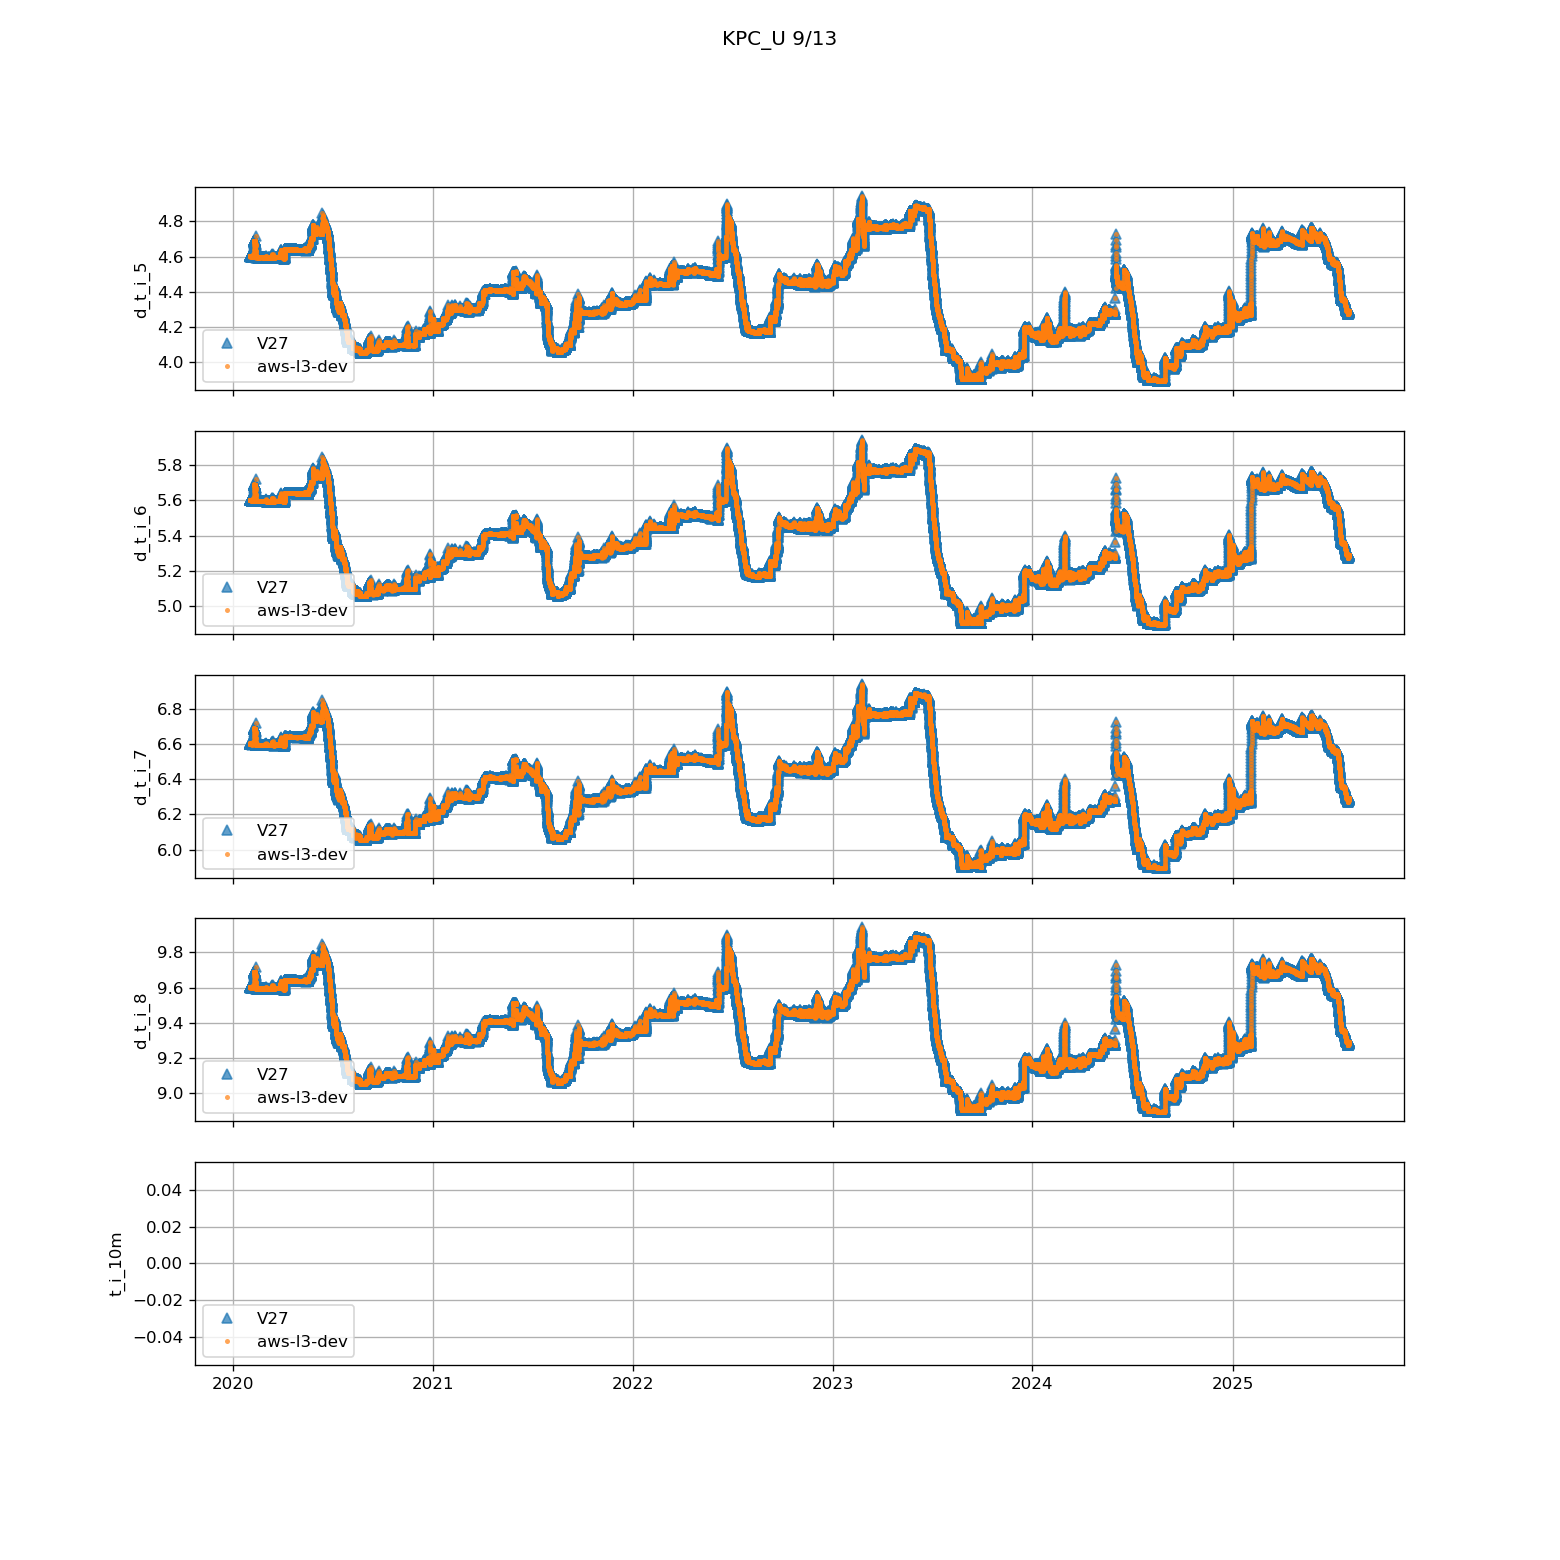 KPC_U 9/13
4.8
4.6
4.4
4.2
4.0
d_t_i_5
V27
aws-l3-dev
5.8
5.6
5.4
5.2
5.0
d_t_i_6
V27
aws-l3-dev
6.8
6.6
6.4
6.2
6.0
d_t_i_7
V27
aws-l3-dev
9.8
9.6
9.4
9.2
9.0
d_t_i_8
V27
aws-l3-dev
0.04
0.02
0.00
−0.02
−0.04
t_i_10m
V27
aws-l3-dev
2020 2021 2022 2023 2024 2025